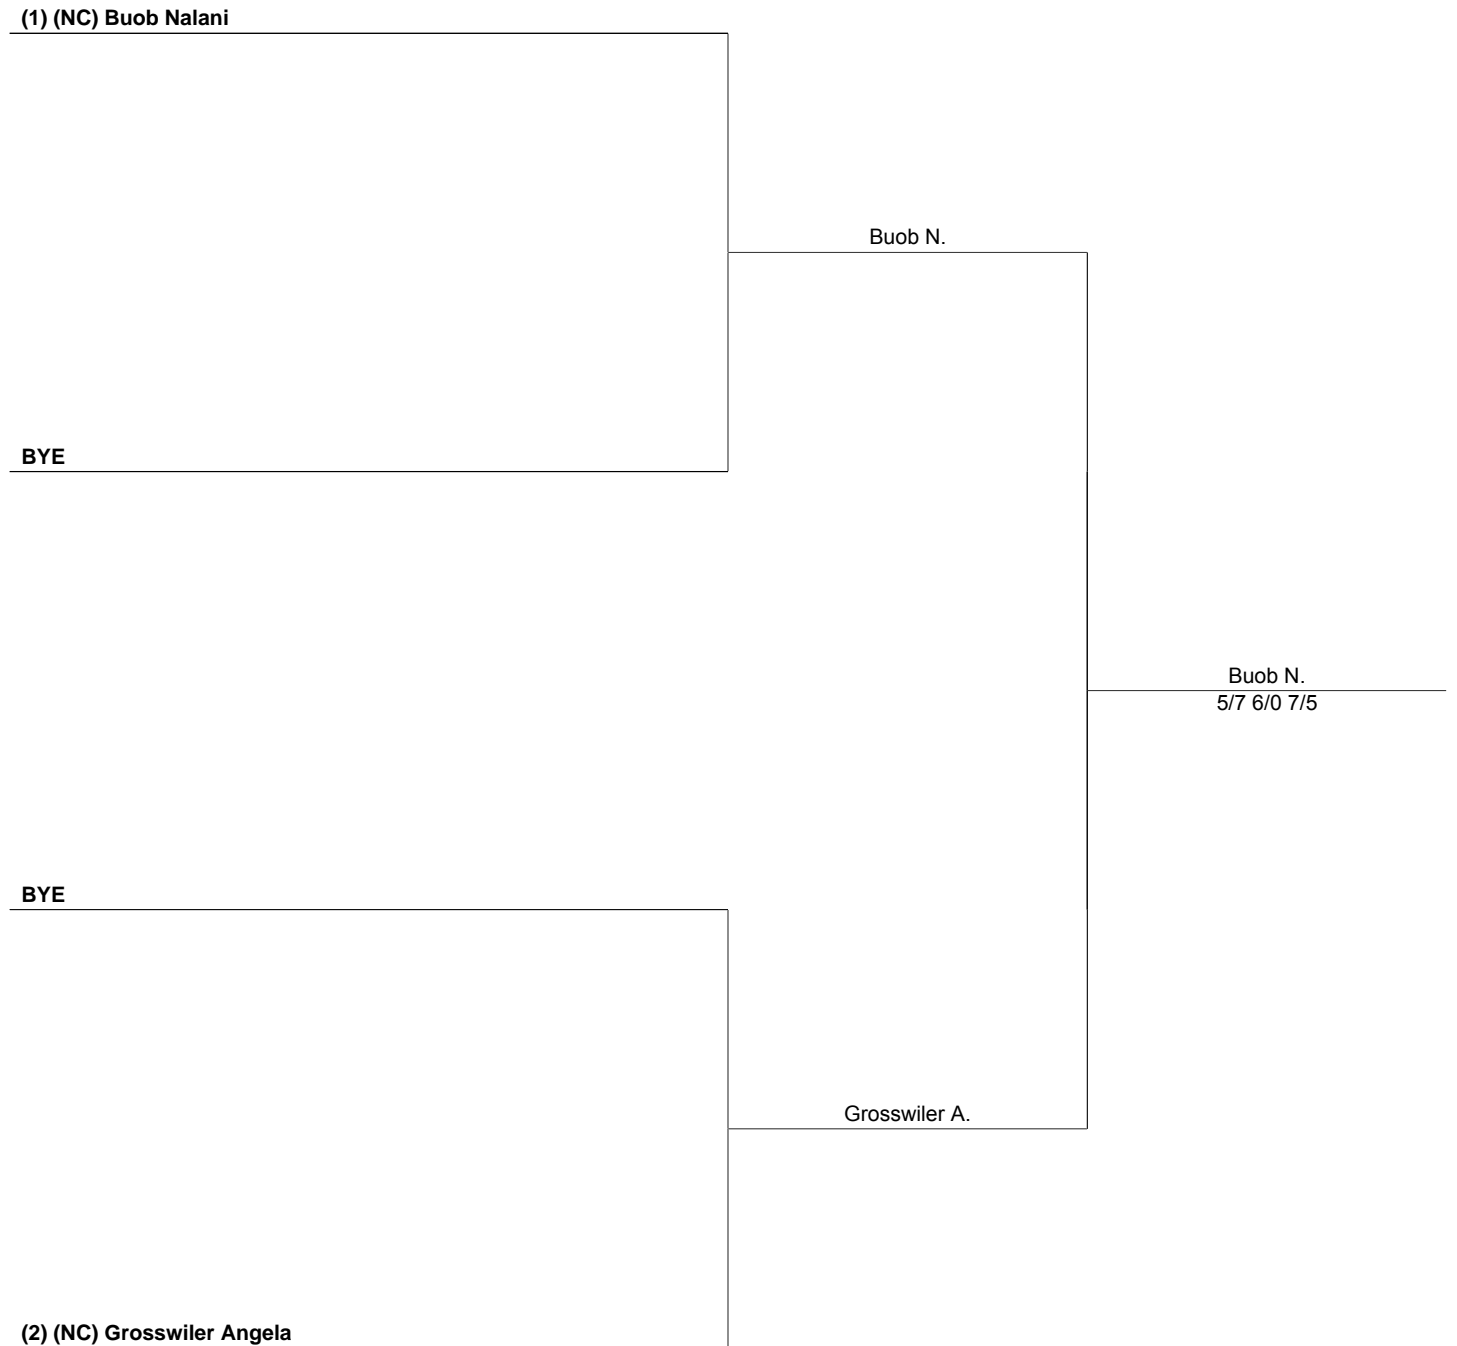 (1) (NC) Buob Nalani
Buob N.
BYE
Buob N.
5/7 6/0 7/5
BYE
Grosswiler A.
(2) (NC) Grosswiler Angela